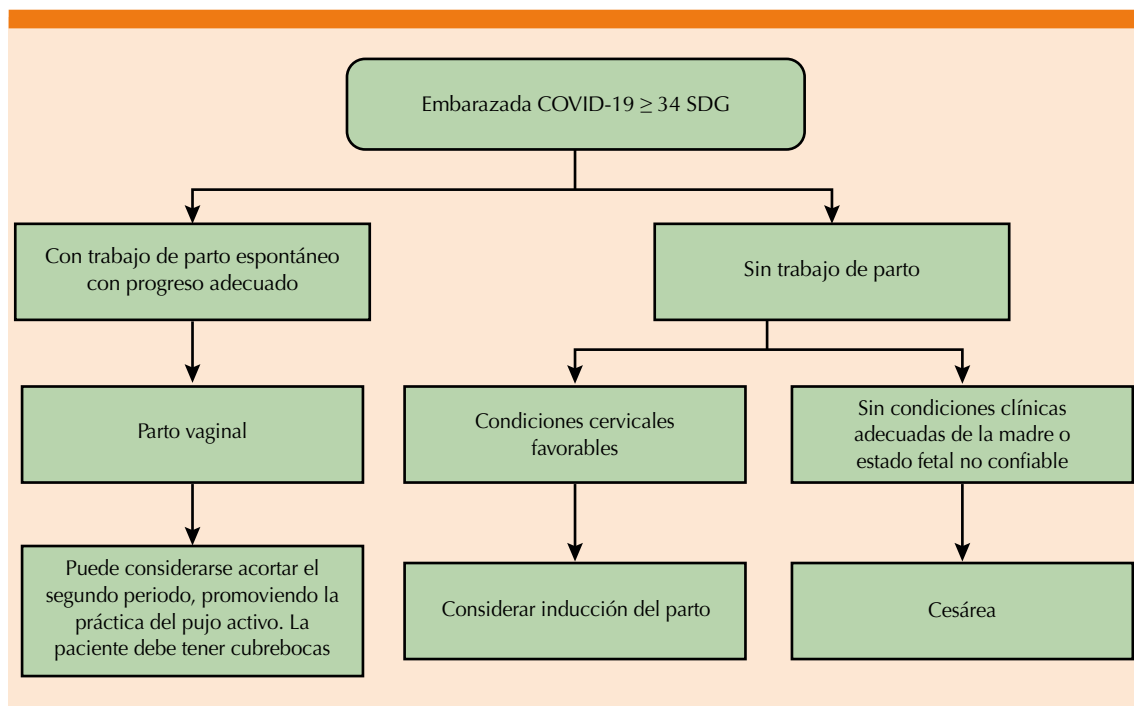 Embarazada COVID-19 ≥ 34 SDG
Con trabajo de parto espontáneo
con progreso adecuado
Sin trabajo de parto
Parto vaginal
Condiciones cervicales
favorables
Sin condiciones clínicas
adecuadas de la madre o
estado fetal no confiable
Puede considerarse acortar el
segundo periodo, promoviendo la
práctica del pujo activo. La
paciente debe tener cubrebocas
Considerar inducción del parto
Cesárea